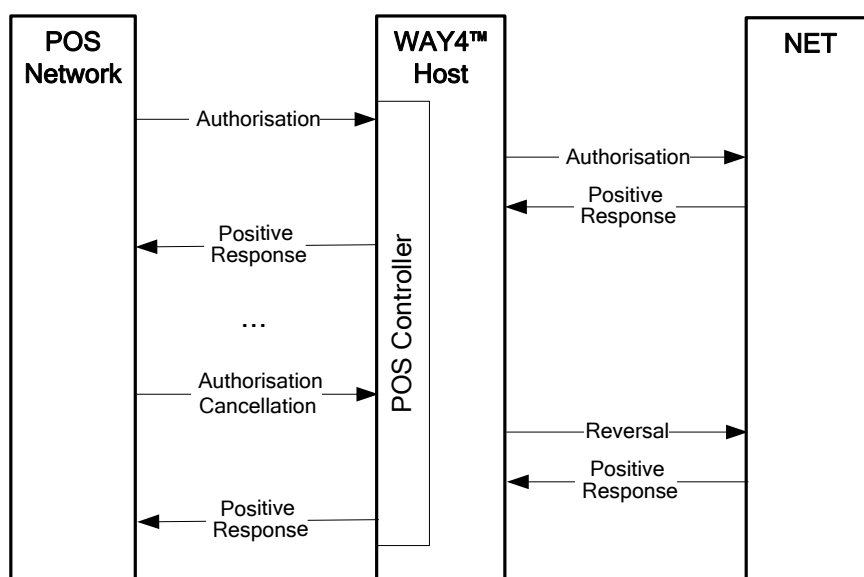 POS
Network
WAY4™
Host
NET
Authorisation
Authorisation
Positive
Response
Positive
Response
...
POS Controller
Authorisation
Cancellation
Reversal
Positive
Response
Positive
Response